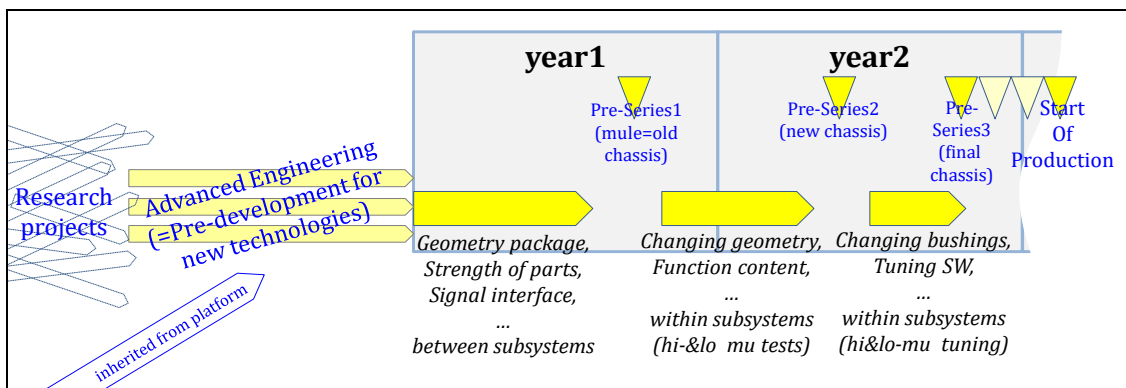 year1
year2
Pre-Series1
(mule=old
chassis)
Pre-Series2
(new chassis)
Pre-
Series3
(final
chassis)
Start
Of
Production
Research
projects
Advanced Engineering
(=Pre-development for
new technologies)
inherited from platform
Geometry package,
Strength of parts,
Signal interface,
...
between subsystems
Changing geometry,
Function content,
...
within subsystems
(hi-&lo mu tests)
Changing bushings,
Tuning SW,
...
within subsystems
(hi&lo-mu tuning)